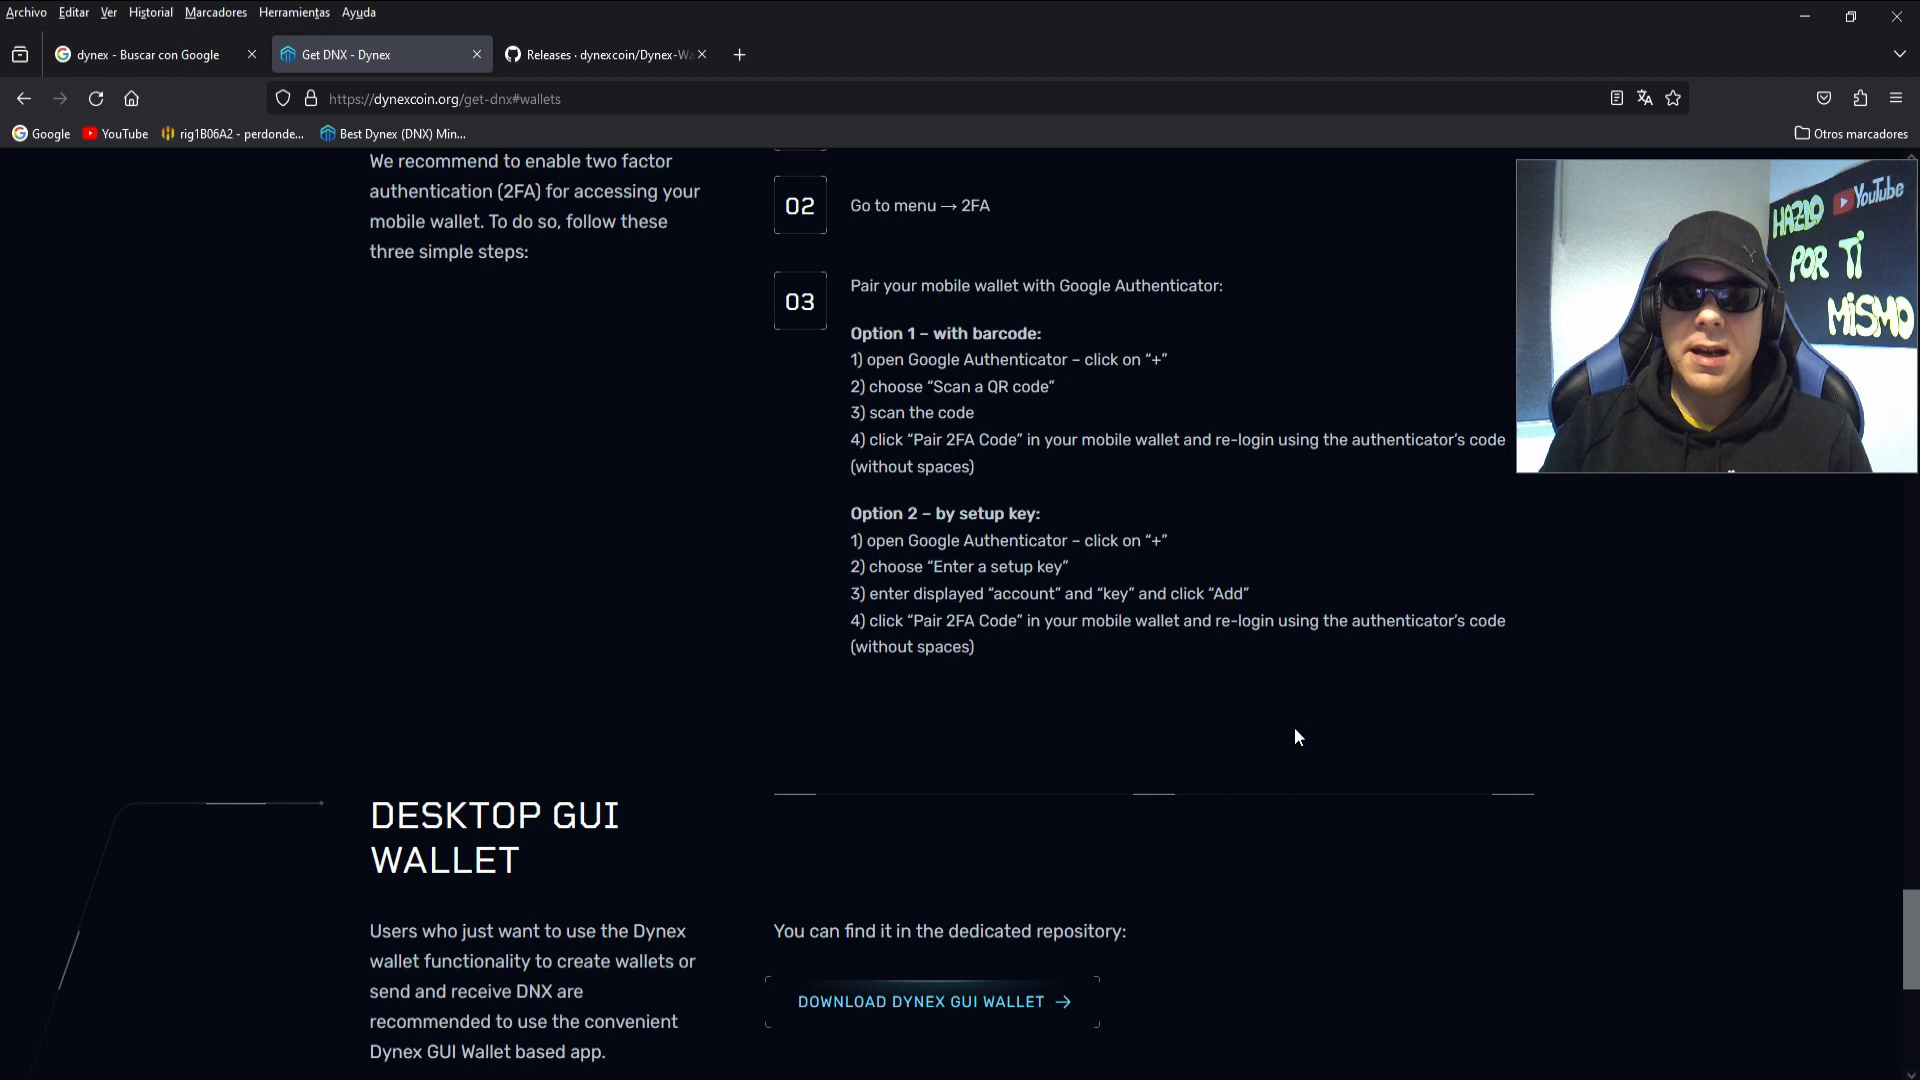 Archivo Editar Ver Historial Marcadores Herramientas Ayuda
dynex - Buscar con Google
Get DNX - Dynex
Releases · dynexcoin/Dynex-Wa
https://dynexcoin.org/get-dnx#wallets
Google
YouTube
rig1B06A2 - perdonde...
Best Dynex (DNX) Min...
Otros marcadores
We recommend to enable two factor
authentication (2FA) for accessing your
mobile wallet. To do so, follow these
three simple steps:
02
Go to menu → 2FA
03
Pair your mobile wallet with Google Authenticator:
Option 1 – with barcode:
1) open Google Authenticator – click on “+”
2) choose “Scan a QR code”
3) scan the code
4) click “Pair 2FA Code” in your mobile wallet and re-login using the authenticator’s code
(without spaces)
Option 2 – by setup key:
1) open Google Authenticator – click on “+”
2) choose “Enter a setup key”
3) enter displayed “account” and “key” and click “Add”
4) click “Pair 2FA Code” in your mobile wallet and re-login using the authenticator’s code
(without spaces)
YouTube
HAZLO
POR Ti
MiSMO
DESKTOP GUI
WALLET
Users who just want to use the Dynex
wallet functionality to create wallets or
send and receive DNX are
recommended to use the convenient
Dynex GUI Wallet based app.
You can find it in the dedicated repository:
DOWNLOAD DYNEX GUI WALLET →